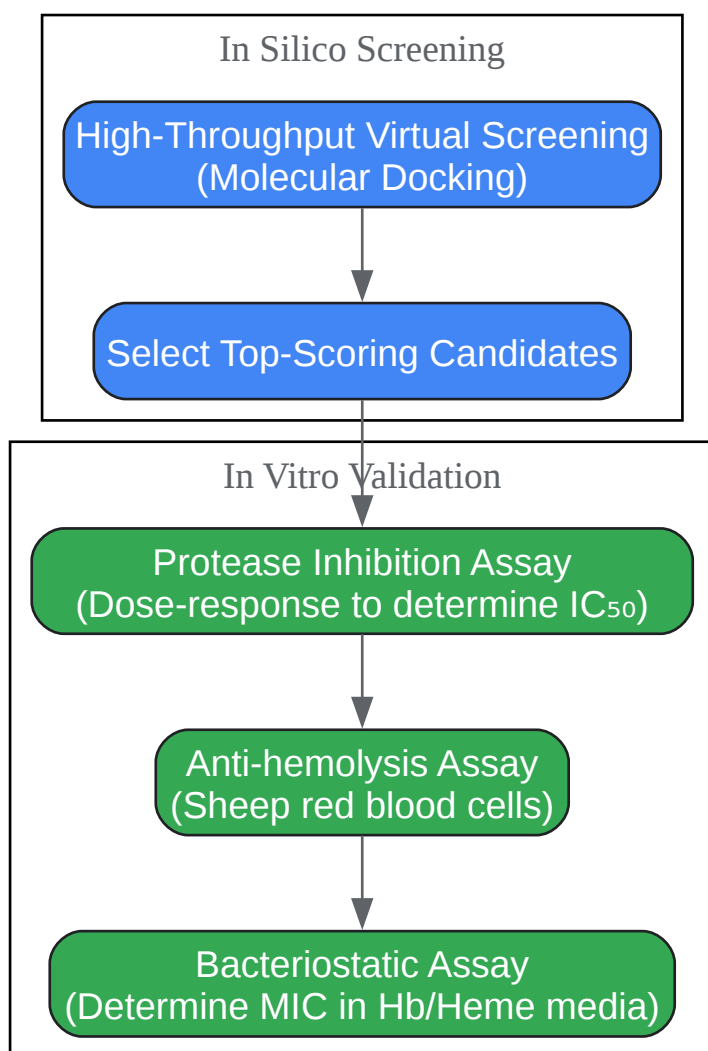 In Silico Screening
High-Throughput Virtual Screening
(Molecular Docking)
Select Top-Scoring Candidates
In Vitro Validation
Protease Inhibition Assay
(Dose-response to determine IC₅₀)
Anti-hemolysis Assay
(Sheep red blood cells)
Bacteriostatic Assay
(Determine MIC in Hb/Heme media)